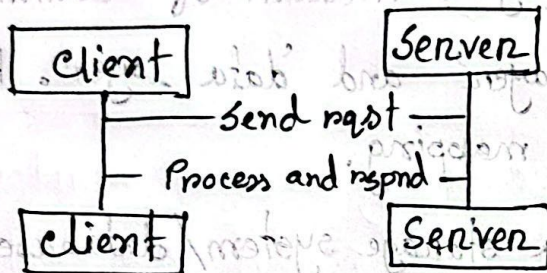 Client Server
Send rqst
Process and rspnd
client Server